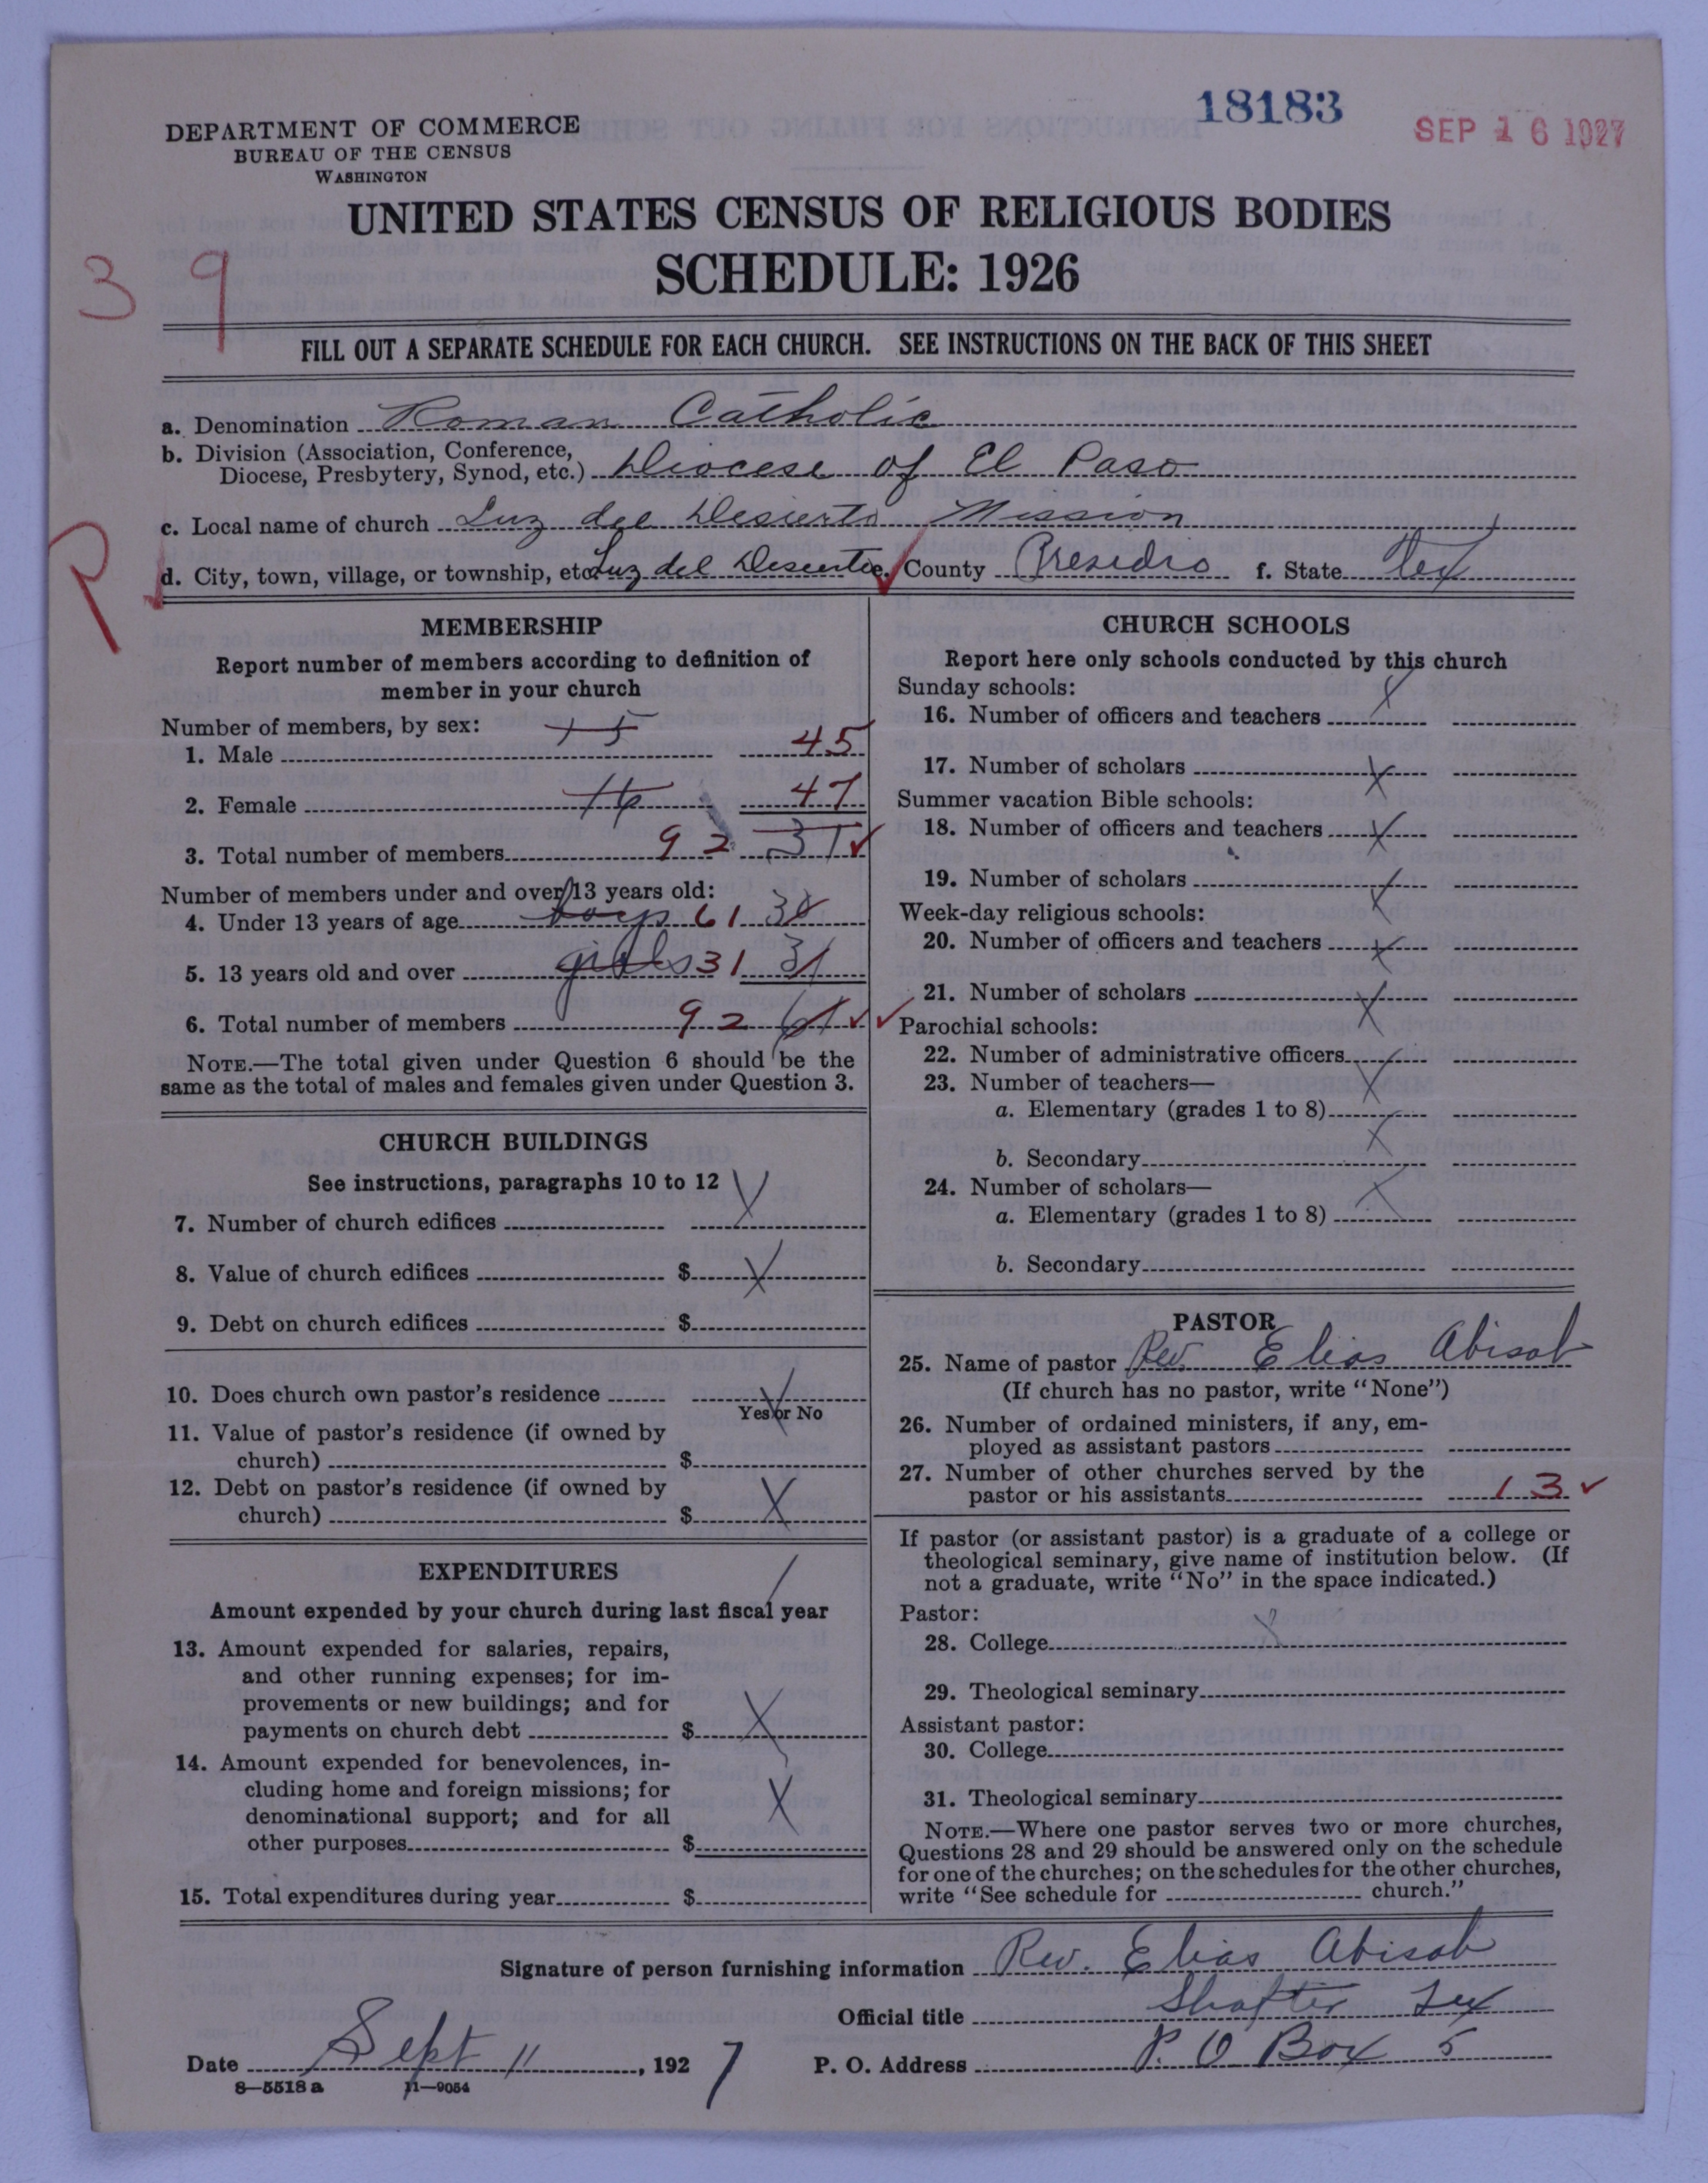 18183
SEP 16 1927
DEPARTMENT OF COMMERCE
BUREAU OF THE CENSUS
WASHINGTON
UNITED STATES CENSUS OF RELIGIOUS BODIES
SCHEDULE: 1926
39
FILL OUT A SEPARATE SCHEDULE FOR EACH CHURCH. SEE INSTRUCTIONS ON THE BACK OF THIS SHEET
a. Denomination Roman Catholic
b. Division (Association, Conference,
Diocese, Presbytery, Synod, etc.) Diocese of El Paso
c. Local name of church Luz del Desierto Mission
R
d. City, town, village, or township, etc. Luz del Desierto e. County Presidio f. State Tex
MEMBERSHIP
Report number of members according to definition of
member in your church
Number of members, by sex:
1. Male 15 45
2. Female 16 47
3. Total number of members 92 31
Number of members under and over 13 years old:
4. Under 13 years of age boys 61 30
5. 13 years old and over girls 31 31
6. Total number of members 92 61
NOTE.—The total given under Question 6 should be the
same as the total of males and females given under Question 3.
CHURCH BUILDINGS
See instructions, paragraphs 10 to 12
7. Number of church edifices X
8. Value of church edifices $ X
9. Debt on church edifices $
10. Does church own pastor's residence X
Yes or No
11. Value of pastor's residence (if owned by
church) $
12. Debt on pastor's residence (if owned by
church) $ X
EXPENDITURES
Amount expended by your church during last fiscal year
13. Amount expended for salaries, repairs,
and other running expenses; for im-
provements or new buildings; and for
payments on church debt $ X
14. Amount expended for benevolences, in-
cluding home and foreign missions; for
denominational support; and for all
other purposes $ X
15. Total expenditures during year $
CHURCH SCHOOLS
Report here only schools conducted by this church
Sunday schools:
16. Number of officers and teachers X
17. Number of scholars X
Summer vacation Bible schools:
18. Number of officers and teachers X
19. Number of scholars X
Week-day religious schools:
20. Number of officers and teachers X
21. Number of scholars X
Parochial schools:
22. Number of administrative officers X
23. Number of teachers—
a. Elementary (grades 1 to 8) X
b. Secondary
24. Number of scholars—
a. Elementary (grades 1 to 8) X
b. Secondary
PASTOR
25. Name of pastor Rev. Elias Abisab
(If church has no pastor, write "None")
26. Number of ordained ministers, if any, em-
ployed as assistant pastors
27. Number of other churches served by the
pastor or his assistants 13
If pastor (or assistant pastor) is a graduate of a college or
theological seminary, give name of institution below. (If
not a graduate, write "No" in the space indicated.)
Pastor:
28. College X
29. Theological seminary
Assistant pastor:
30. College
31. Theological seminary
NOTE.—Where one pastor serves two or more churches,
Questions 28 and 29 should be answered only on the schedule
for one of the churches; on the schedules for the other churches,
write "See schedule for church."
Signature of person furnishing information Rev. Elias Abisab
Official title Shafter Tex
Date Sept 11, 1927 P. O. Address P. O Box 5
8—5518 a 11—9054